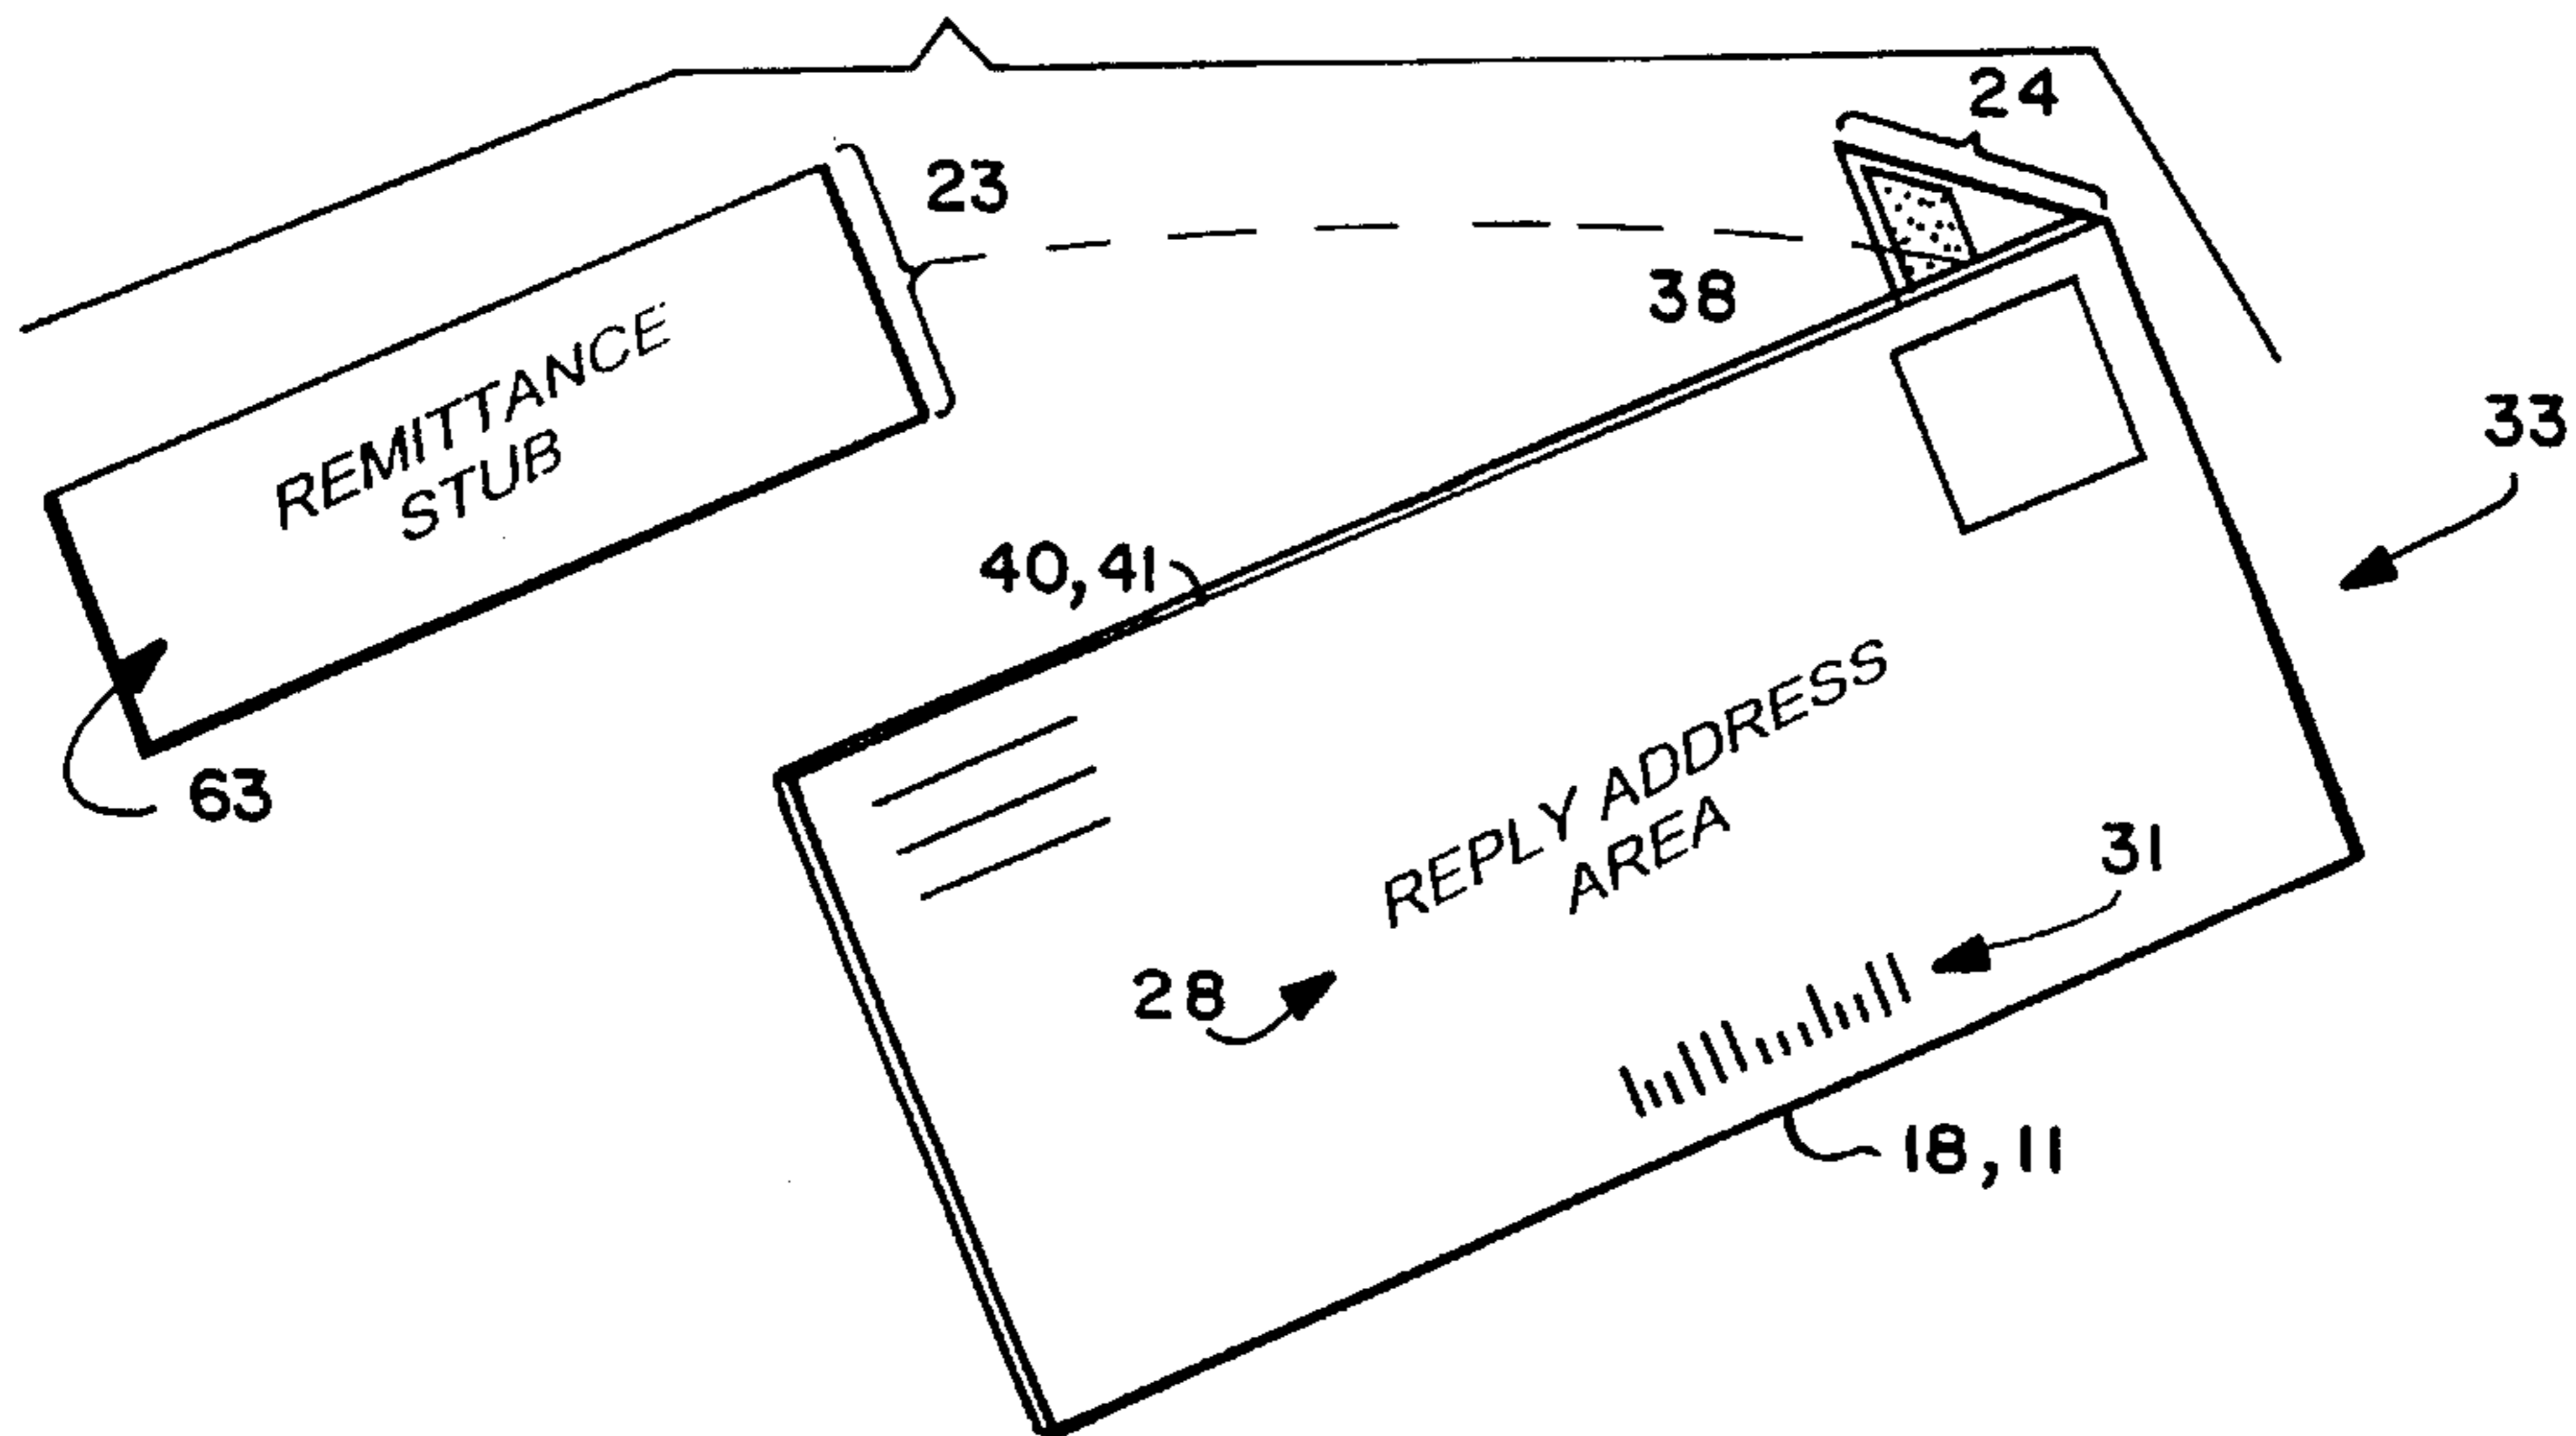 24
23
38
33
REMITTANCE
STUB
40,41
63
REPLY ADDRESS
AREA
31
28
18,11